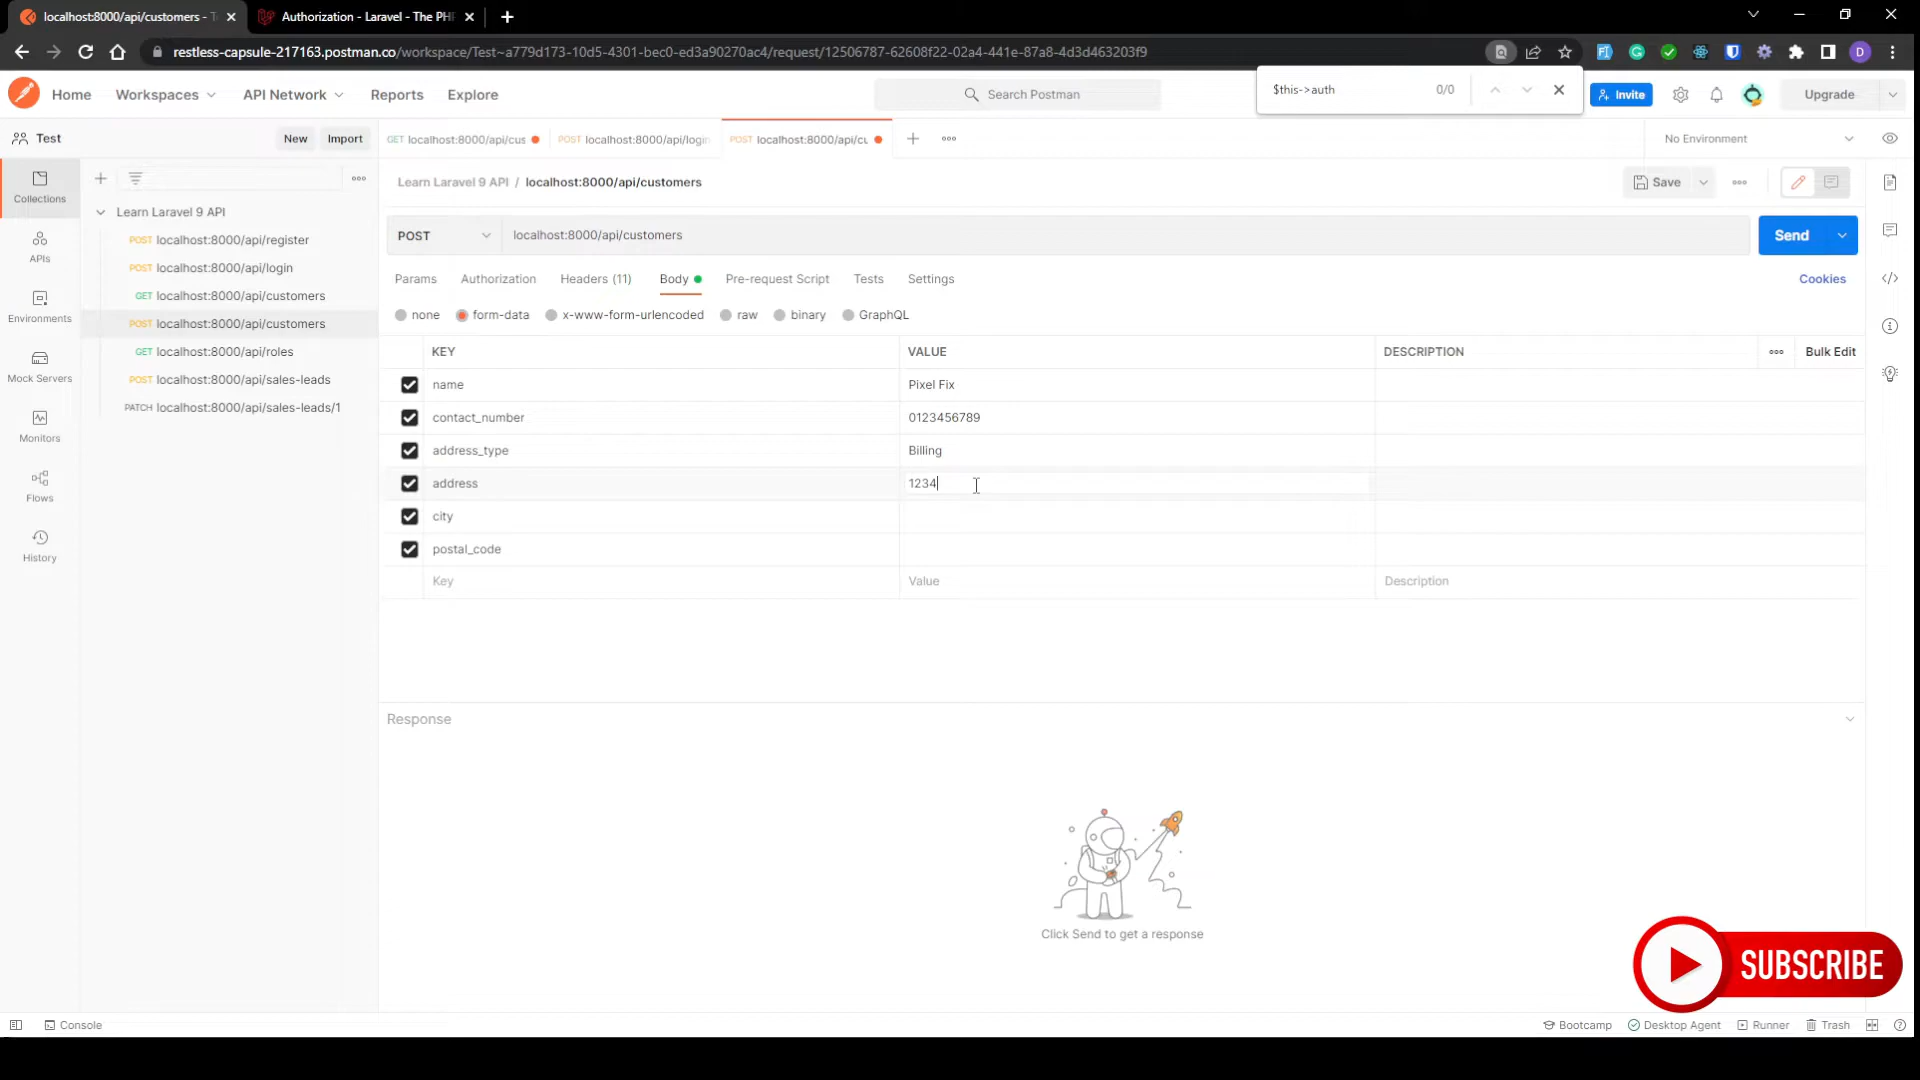 localhost:8000/api/customers - T
Authorization - Laravel - The PHP
restless-capsule-217163.postman.co/workspace/Test~a779d173-10d5-4301-bec0-ed3a90270ac4/request/12506787-62608f22-02a4-441e-87a8-4d3d463203f9
D
$this->auth 0/0
Home Workspaces API Network Reports Explore
Search Postman
Invite
Upgrade
Test New Import
GET localhost:8000/api/cus
POST localhost:8000/api/login
POST localhost:8000/api/cu
No Environment
Collections
APIs
Environments
Mock Servers
Monitors
Flows
History
Learn Laravel 9 API
POST localhost:8000/api/register
POST localhost:8000/api/login
GET localhost:8000/api/customers
POST localhost:8000/api/customers
GET localhost:8000/api/roles
POST localhost:8000/api/sales-leads
PATCH localhost:8000/api/sales-leads/1
Learn Laravel 9 API / localhost:8000/api/customers
Save
POST localhost:8000/api/customers Send
Params Authorization Headers (11) Body Pre-request Script Tests Settings Cookies
none form-data x-www-form-urlencoded raw binary GraphQL
KEY VALUE DESCRIPTION Bulk Edit
name Pixel Fix
contact_number 0123456789
address_type Billing
address 1234
city
postal_code
Key Value Description
Response
Click Send to get a response
SUBSCRIBE
Console Bootcamp Desktop Agent Runner Trash